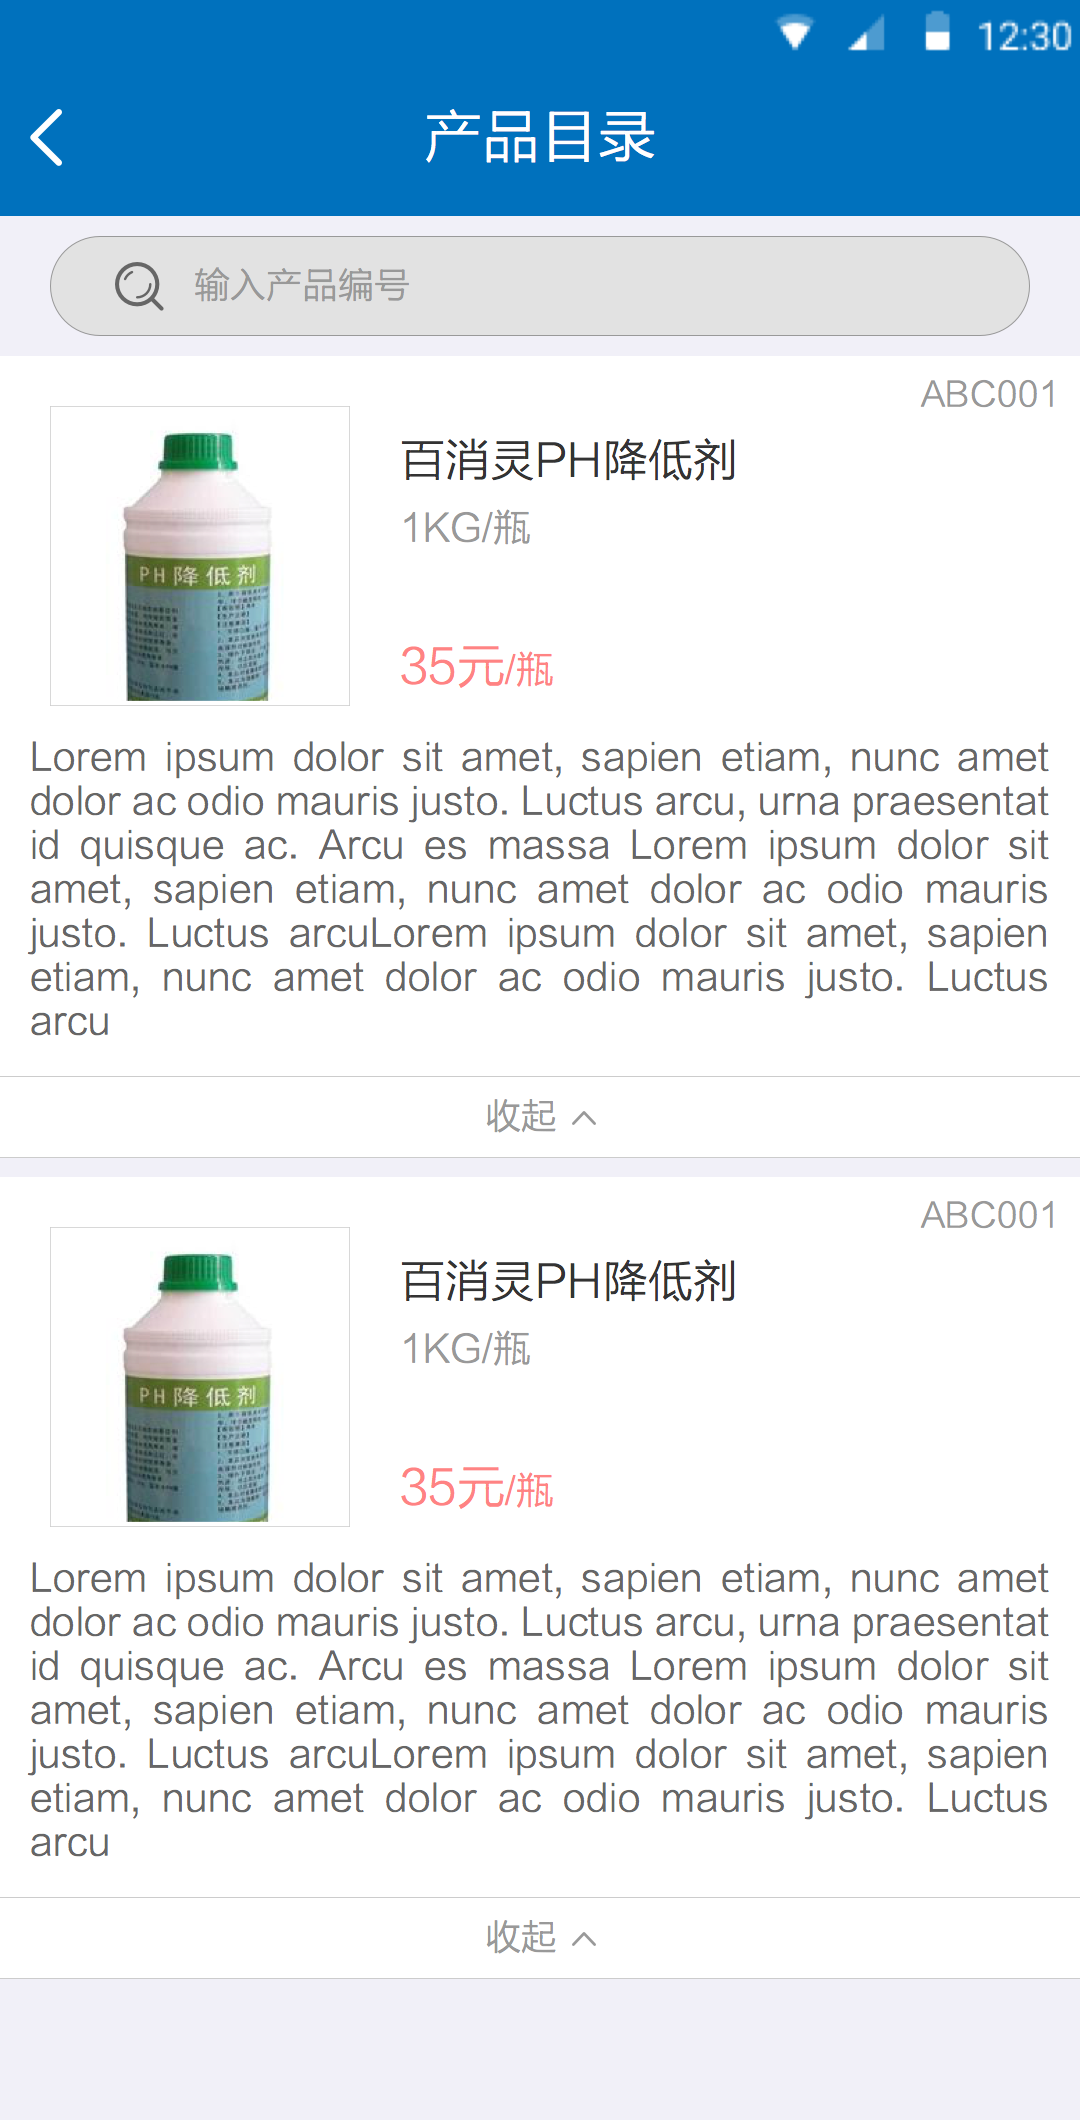 12:30
产品目录
输入产品编号
ABC001
百消灵PH降低剂
1KG/瓶
35元/瓶
PH降低剂
Lorem ipsum dolor sit amet, sapien etiam, nunc amet
dolor ac odio mauris justo. Luctus arcu, urna praesentat
id quisque ac. Arcu es massa Lorem ipsum dolor sit
amet, sapien etiam, nunc amet dolor ac odio mauris
justo. Luctus arcuLorem ipsum dolor sit amet, sapien
etiam, nunc amet dolor ac odio mauris justo. Luctus
arcu
收起
ABC001
百消灵PH降低剂
1KG/瓶
35元/瓶
PH降低剂
Lorem ipsum dolor sit amet, sapien etiam, nunc amet
dolor ac odio mauris justo. Luctus arcu, urna praesentat
id quisque ac. Arcu es massa Lorem ipsum dolor sit
amet, sapien etiam, nunc amet dolor ac odio mauris
justo. Luctus arcuLorem ipsum dolor sit amet, sapien
etiam, nunc amet dolor ac odio mauris justo. Luctus
arcu
收起